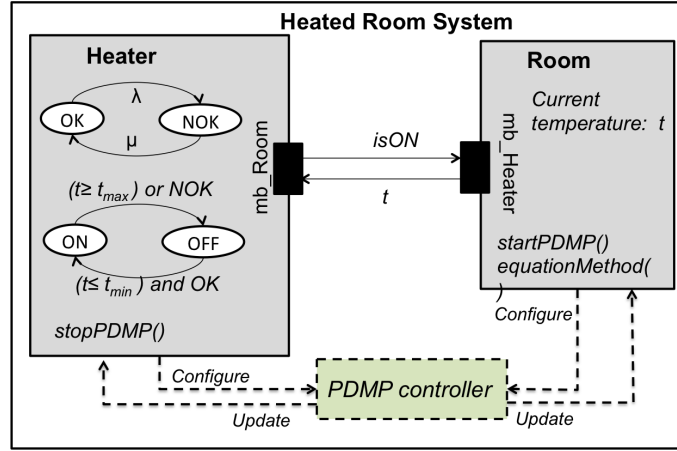 Heated Room System
Heater
λ
OK
NOK
μ
(t≥ tmax) or NOK
ON
OFF
(t≤ tmin) and OK
stopPDMP()
mb_Room
isON
t
mb_Heater
Room
Current
temperature: t
startPDMP()
equationMethod(
)
Configure
Configure
PDMP controller
Update
Update